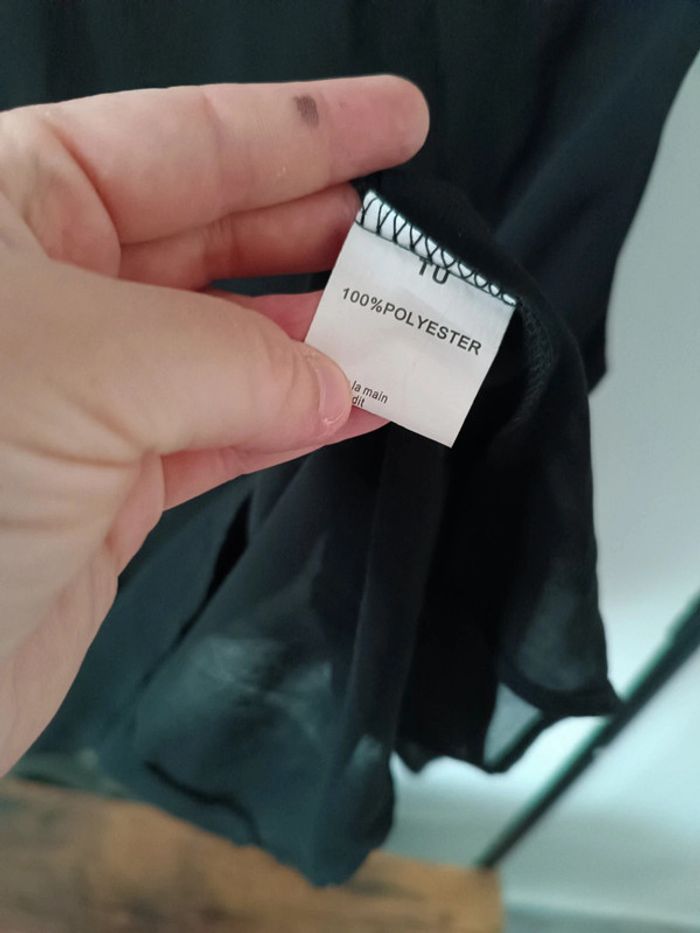 TU
100%POLYESTER
la main
dit